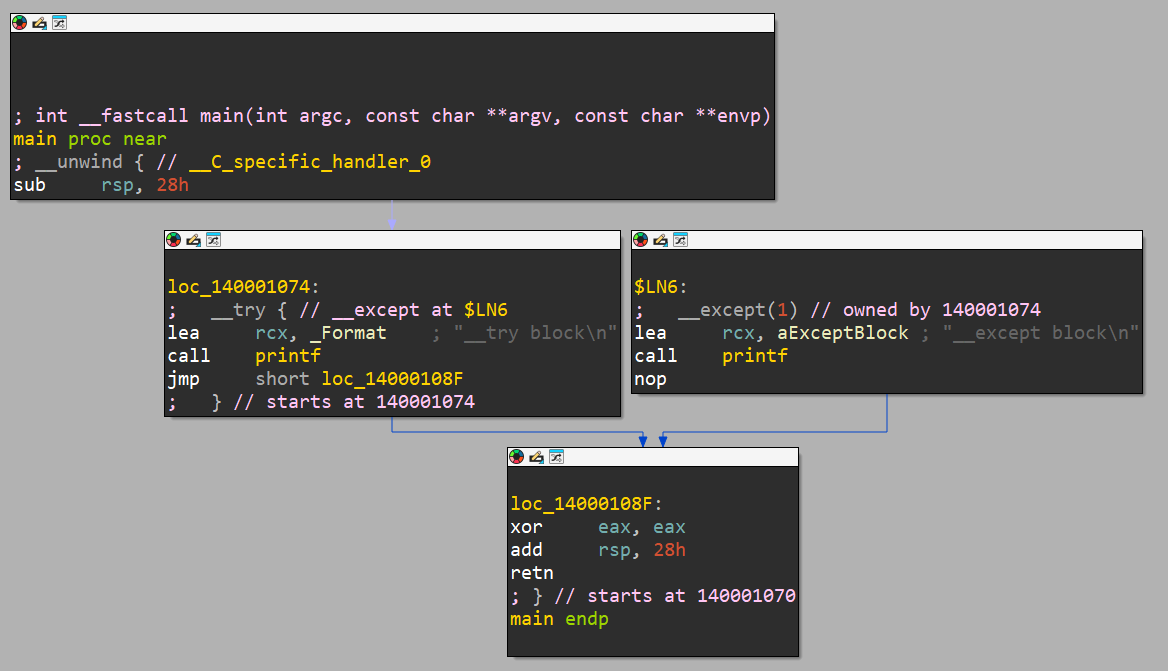 ; int __fastcall main(int argc, const char **argv, const char **envp)
main proc near
; __unwind { // __C_specific_handler_0
sub rsp, 28h
loc_140001074:
; __try { // __except at $LN6
lea rcx, _Format ; "__try block\n"
call printf
jmp short loc_14000108F
; } // starts at 140001074
$LN6:
; __except(1) // owned by 140001074
lea rcx, aExceptBlock ; "__except block\n"
call printf
nop
loc_14000108F:
xor eax, eax
add rsp, 28h
retn
; } // starts at 140001070
main endp